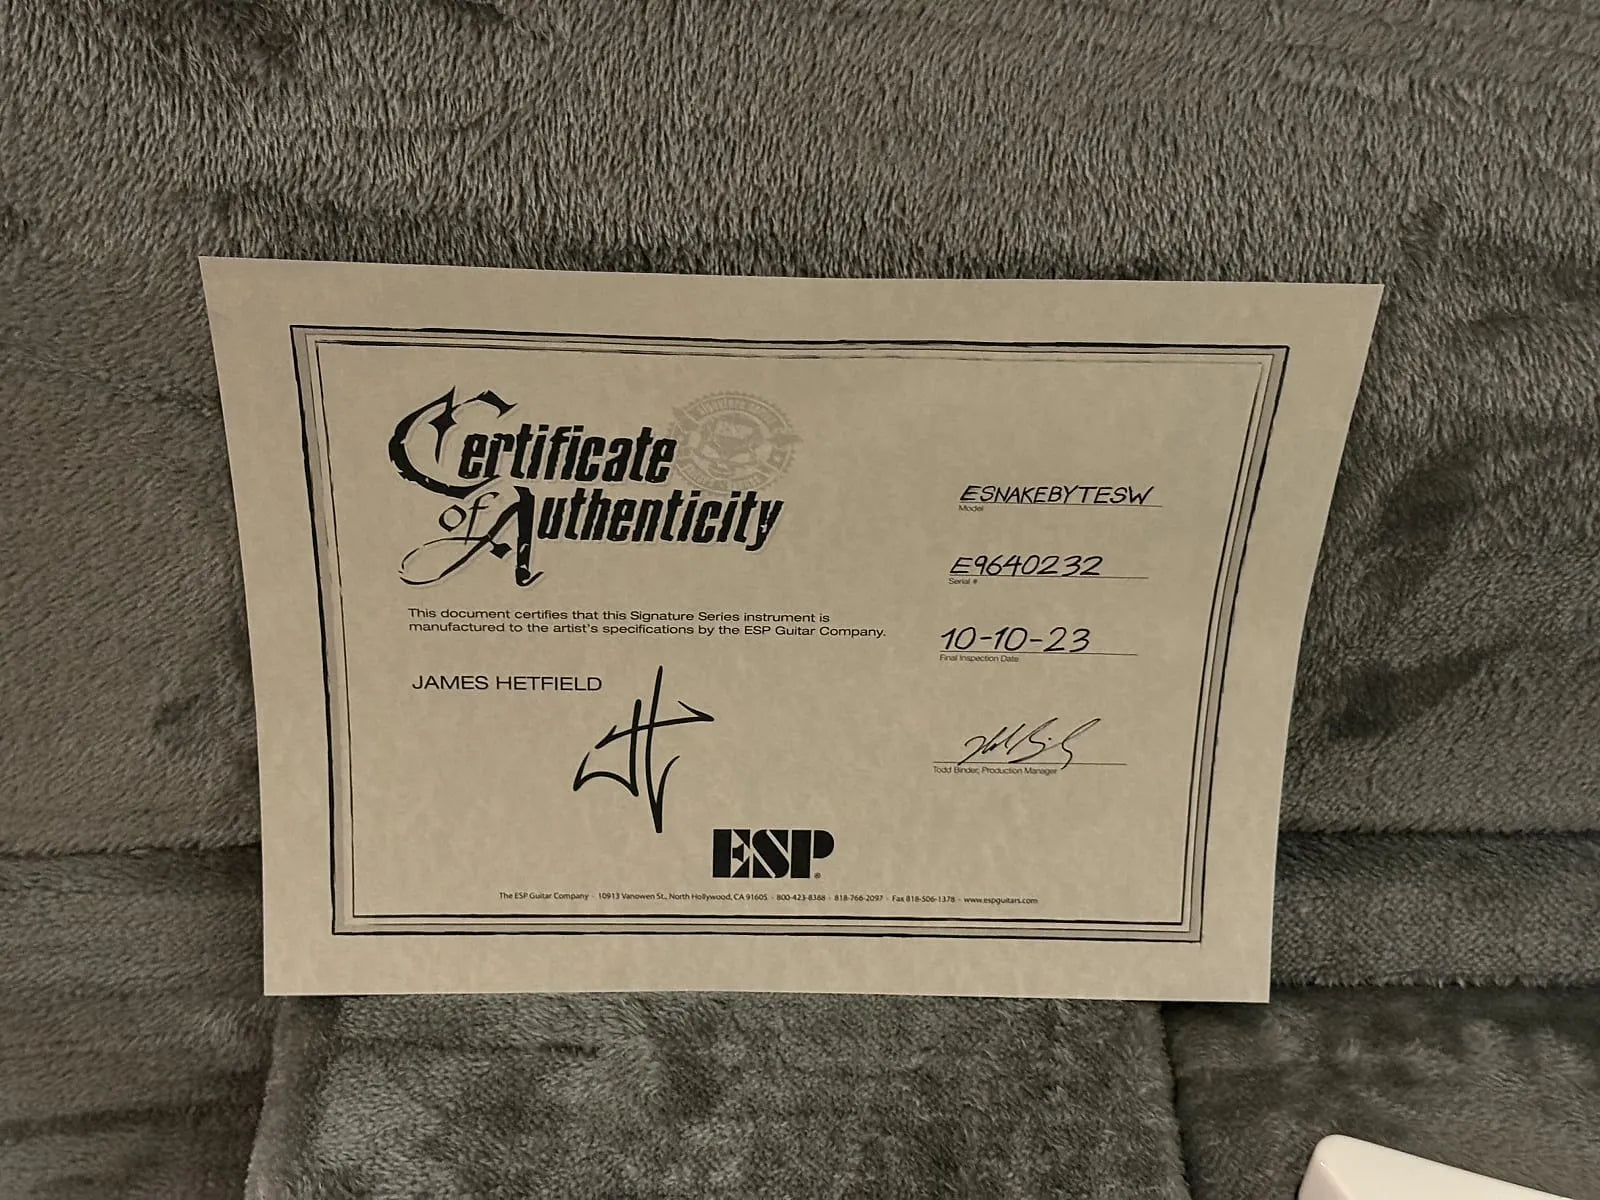 Certificate
of Authenticity
This document certifies that this Signature Series instrument is
manufactured to the artist's specifications by the ESP Guitar Company.
JAMES HETFIELD
ESNAKEBYTESW
Model
E9640232
Serial #
10-10-23
Final Inspection Date
Todd Binder, Production Manager
ESP®
The ESP Guitar Company · 10913 Vanowen St., North Hollywood, CA 91605 · 800-423-8388 · 818-766-2097 · Fax 818-506-1378 · www.espguitars.com